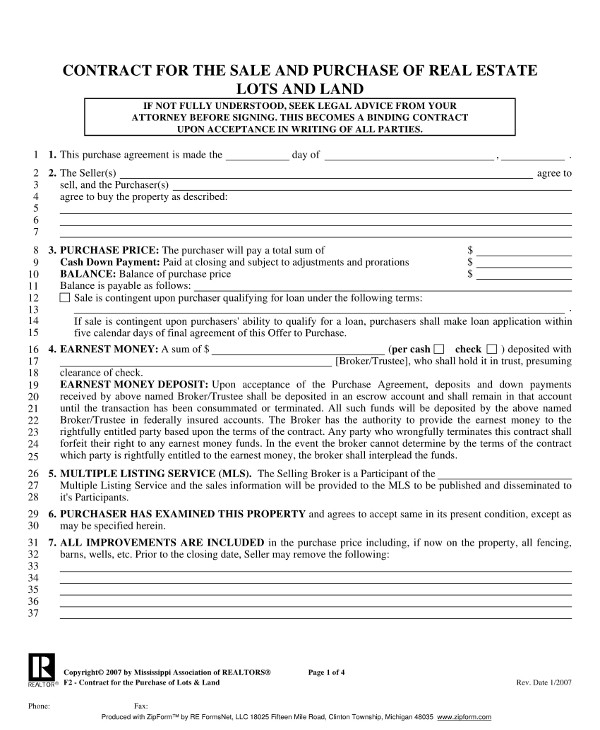 CONTRACT FOR THE SALE AND PURCHASE OF REAL ESTATE
LOTS AND LAND
IF NOT FULLY UNDERSTOOD, SEEK LEGAL ADVICE FROM YOUR
ATTORNEY BEFORE SIGNING. THIS BECOMES A BINDING CONTRACT
UPON ACCEPTANCE IN WRITING OF ALL PARTIES.
1 1. This purchase agreement is made the ____________ day of ________________________________ , ____________ .
2 2. The Seller(s) ________________________________ agree to
3 sell, and the Purchaser(s) ________________________________
4 agree to buy the property as described:
5 ________________________________
6 ________________________________
7 ________________________________
8 3. PURCHASE PRICE: The purchaser will pay a total sum of $ ____________
9 Cash Down Payment: Paid at closing and subject to adjustments and prorations $ ____________
10 BALANCE: Balance of purchase price $ ____________
11 Balance is payable as follows: ________________________________
12 ☐ Sale is contingent upon purchaser qualifying for loan under the following terms:
13 ________________________________ .
14 If sale is contingent upon purchasers' ability to qualify for a loan, purchasers shall make loan application within
15 five calendar days of final agreement of this Offer to Purchase.
16 4. EARNEST MONEY: A sum of $ ________________________________ (per cash ☐ check ☐ ) deposited with
17 ________________________________ [Broker/Trustee], who shall hold it in trust, presuming
18 clearance of check.
19 EARNEST MONEY DEPOSIT: Upon acceptance of the Purchase Agreement, deposits and down payments
20 received by above named Broker/Trustee shall be deposited in an escrow account and shall remain in that account
21 until the transaction has been consummated or terminated. All such funds will be deposited by the above named
22 Broker/Trustee in federally insured accounts. The Broker has the authority to provide the earnest money to the
23 rightfully entitled party based upon the terms of the contract. Any party who wrongfully terminates this contract shall
24 forfeit their right to any earnest money funds. In the event the broker cannot determine by the terms of the contract
25 which party is rightfully entitled to the earnest money, the broker shall interplead the funds.
26 5. MULTIPLE LISTING SERVICE (MLS). The Selling Broker is a Participant of the ________________________
27 Multiple Listing Service and the sales information will be provided to the MLS to be published and disseminated to
28 it's Participants.
29 6. PURCHASER HAS EXAMINED THIS PROPERTY and agrees to accept same in its present condition, except as
30 may be specified herein.
31 7. ALL IMPROVEMENTS ARE INCLUDED in the purchase price including, if now on the property, all fencing,
32 barns, wells, etc. Prior to the closing date, Seller may remove the following:
33 ________________________________
34 ________________________________
35 ________________________________
36 ________________________________
37 ________________________________
R
REALTOR®
Copyright© 2007 by Mississippi Association of REALTORS® Page 1 of 4
F2 - Contract for the Purchase of Lots & Land Rev. Date 1/2007
Phone: Fax:
Produced with ZipForm™ by RE FormsNet, LLC 18025 Fifteen Mile Road, Clinton Township, Michigan 48035 www.zipform.com